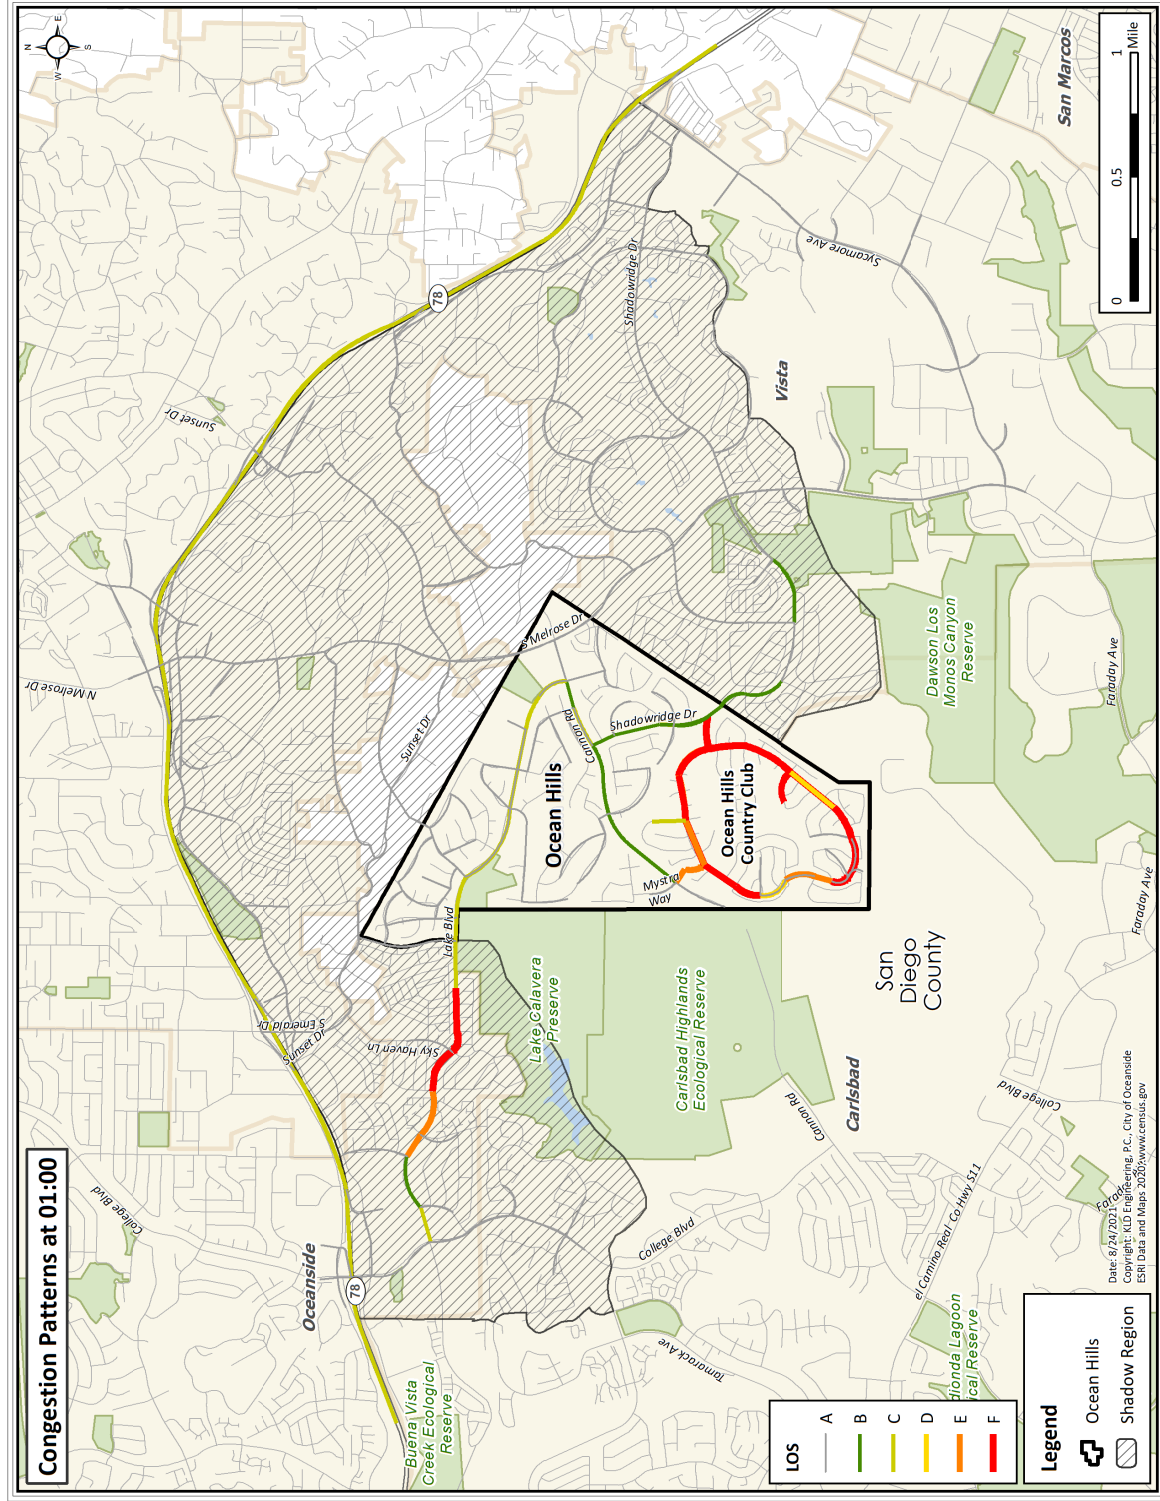 Congestion Patterns at 01:00
N
E
S
W
San Marcos
0
0.5
1
Mile
78
Shadowridge Dr
Sycamore Ave
Sunset Dr
Vista
N Melrose Dr
S Melrose Dr
Sunset Dr
Dawson Los
Monos Canyon
Reserve
Faraday Ave
Cannon Rd
Shadowridge Dr
Ocean Hills
Ocean Hills
Country Club
Mystra
Way
Faraday Ave
Lake Blvd
San
Diego
County
Lake Calavera
Preserve
Carlsbad Highlands
Ecological Reserve
S Emerald Dr
Sunset Dr
Sky Haven Ln
Carlsbad
Cannon Rd
College Blvd
College Blvd
Oceanside
78
College Blvd
el Camino Real
Co Hwy S11
Tamarack Ave
Buena Vista
Creek Ecological
Reserve
dionda Lagoon
ical Reserve
Date: 8/24/2021
Copyright: KLD Engineering, P.C., City of Oceanside
ESRI Data and Maps 2020, www.census.gov
LOS
A
B
C
D
E
F
Legend
Ocean Hills
Shadow Region